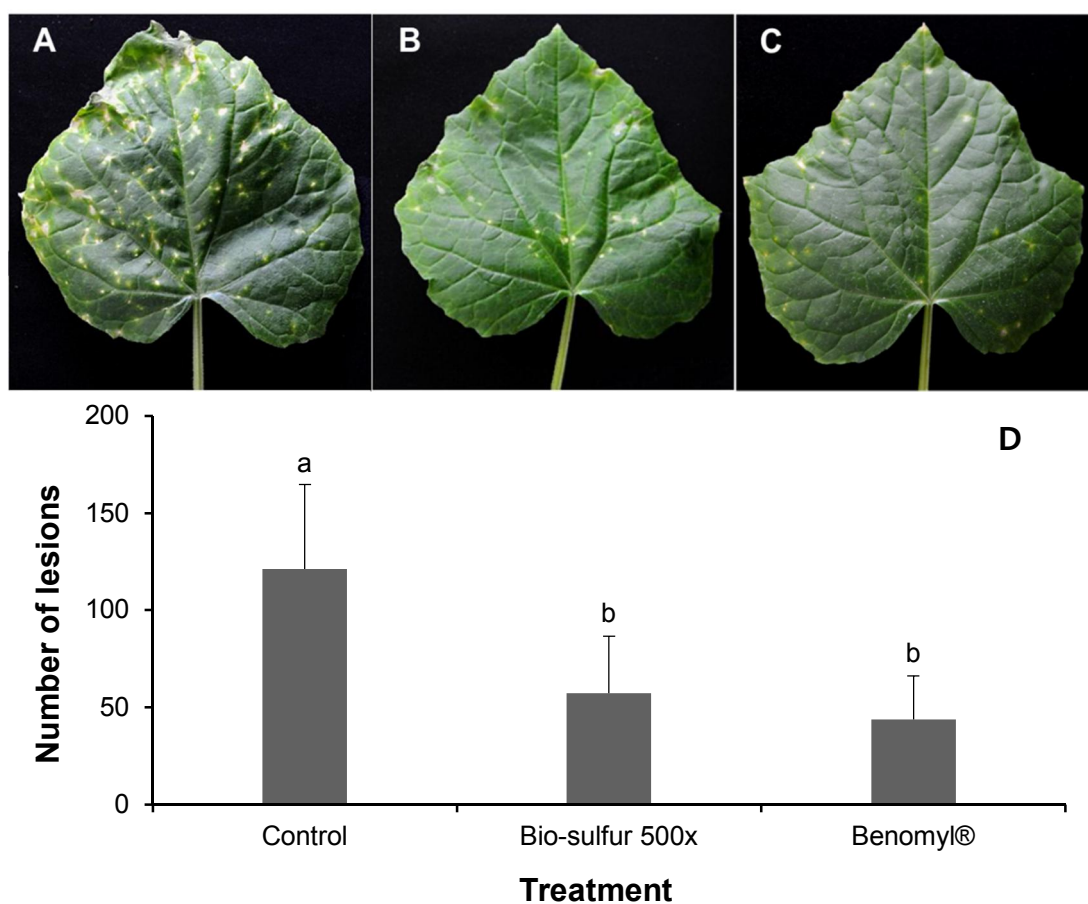 A
B
C
D
200
150
100
50
0
Number of lesions
a
b
b
Control
Bio-sulfur 500x
Benomyl®
Treatment